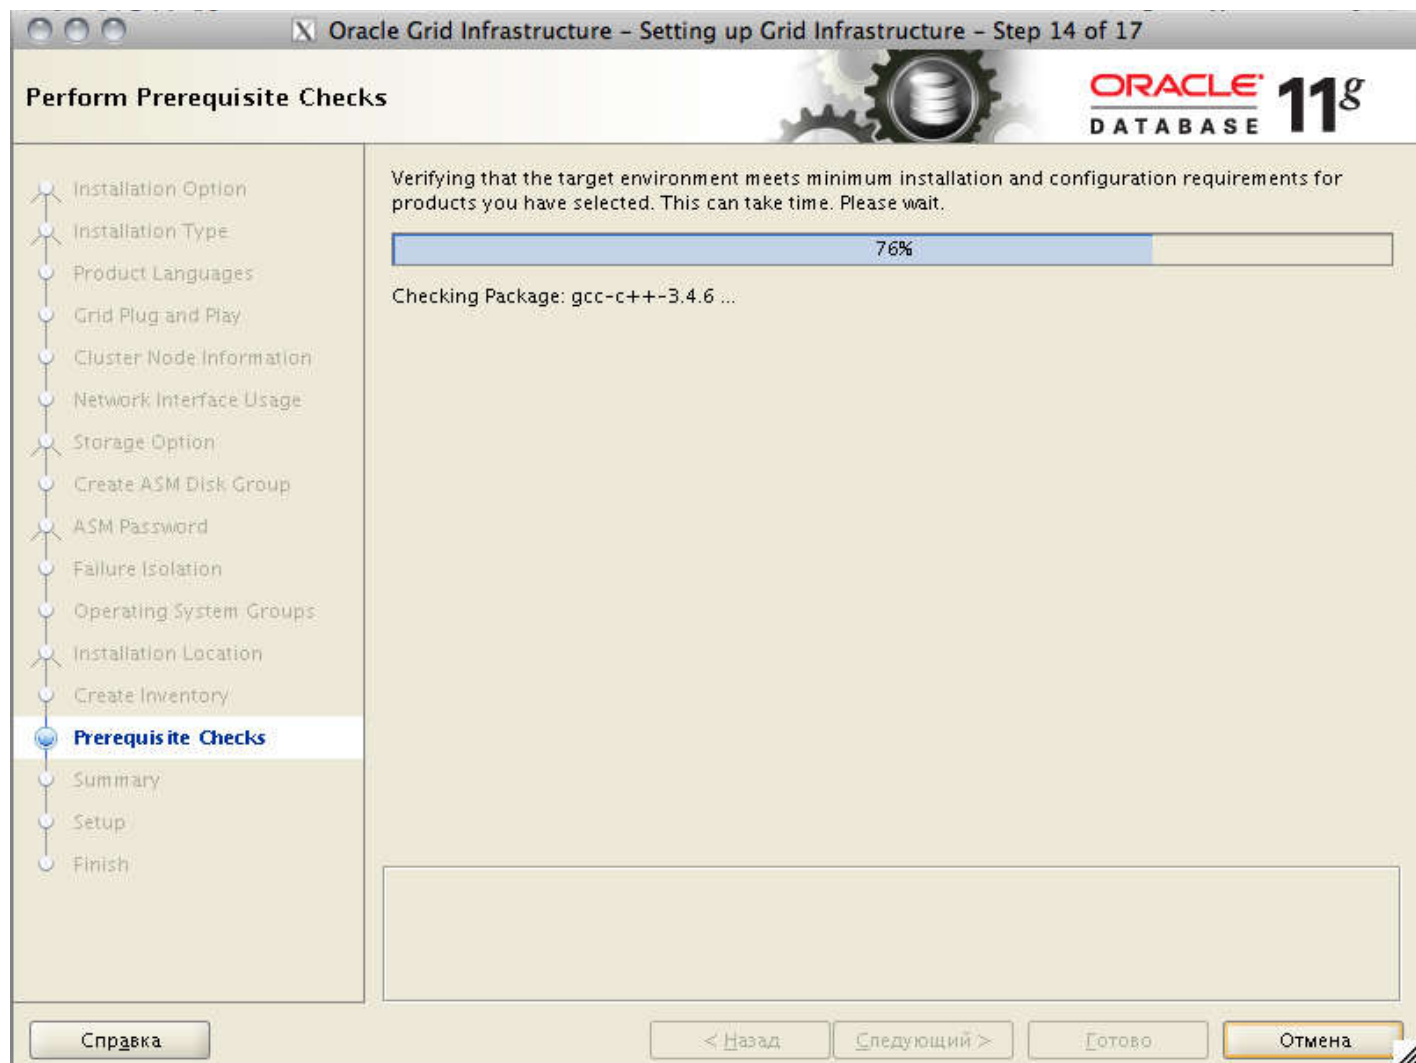 Oracle Grid Infrastructure – Setting up Grid Infrastructure – Step 14 of 17
Perform Prerequisite Checks
ORACLE
DATABASE
11g
Installation Option
Installation Type
Product Languages
Grid Plug and Play
Cluster Node Information
Network Interface Usage
Storage Option
Create ASM Disk Group
ASM Password
Failure Isolation
Operating System Groups
Installation Location
Create Inventory
Prerequisite Checks
Summary
Setup
Finish
Verifying that the target environment meets minimum installation and configuration requirements for
products you have selected. This can take time. Please wait.
76%
Checking Package: gcc-c++-3.4.6 ...
Справка
< Назад
Следующий >
Готово
Отмена